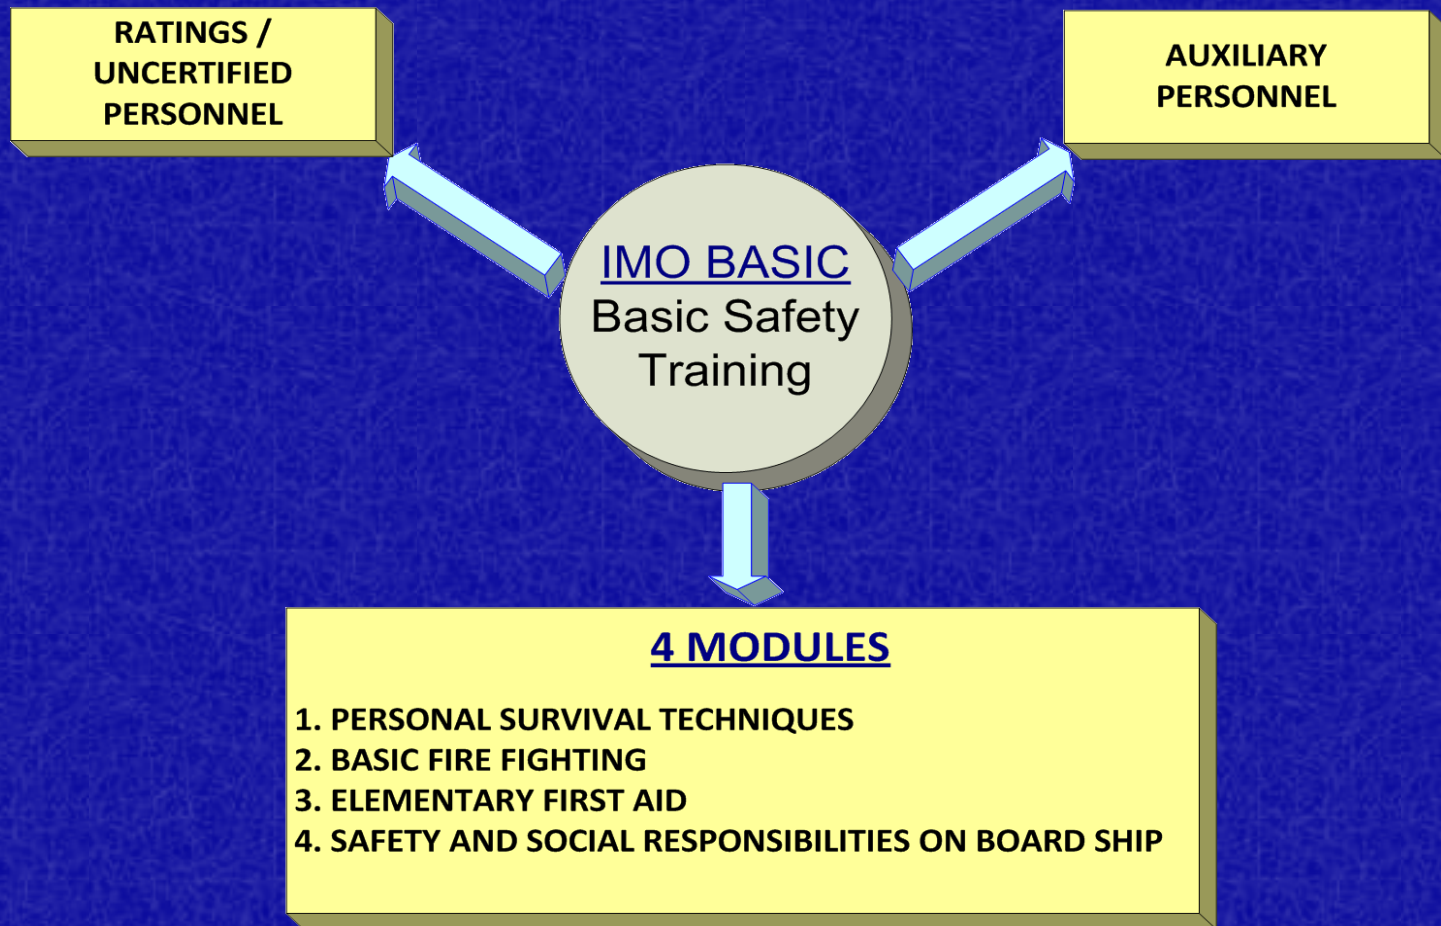 RATINGS /
UNCERTIFIED
PERSONNEL
AUXILIARY
PERSONNEL
IMO BASIC
Basic Safety
Training
4 MODULES
1. PERSONAL SURVIVAL TECHNIQUES
2. BASIC FIRE FIGHTING
3. ELEMENTARY FIRST AID
4. SAFETY AND SOCIAL RESPONSIBILITIES ON BOARD SHIP